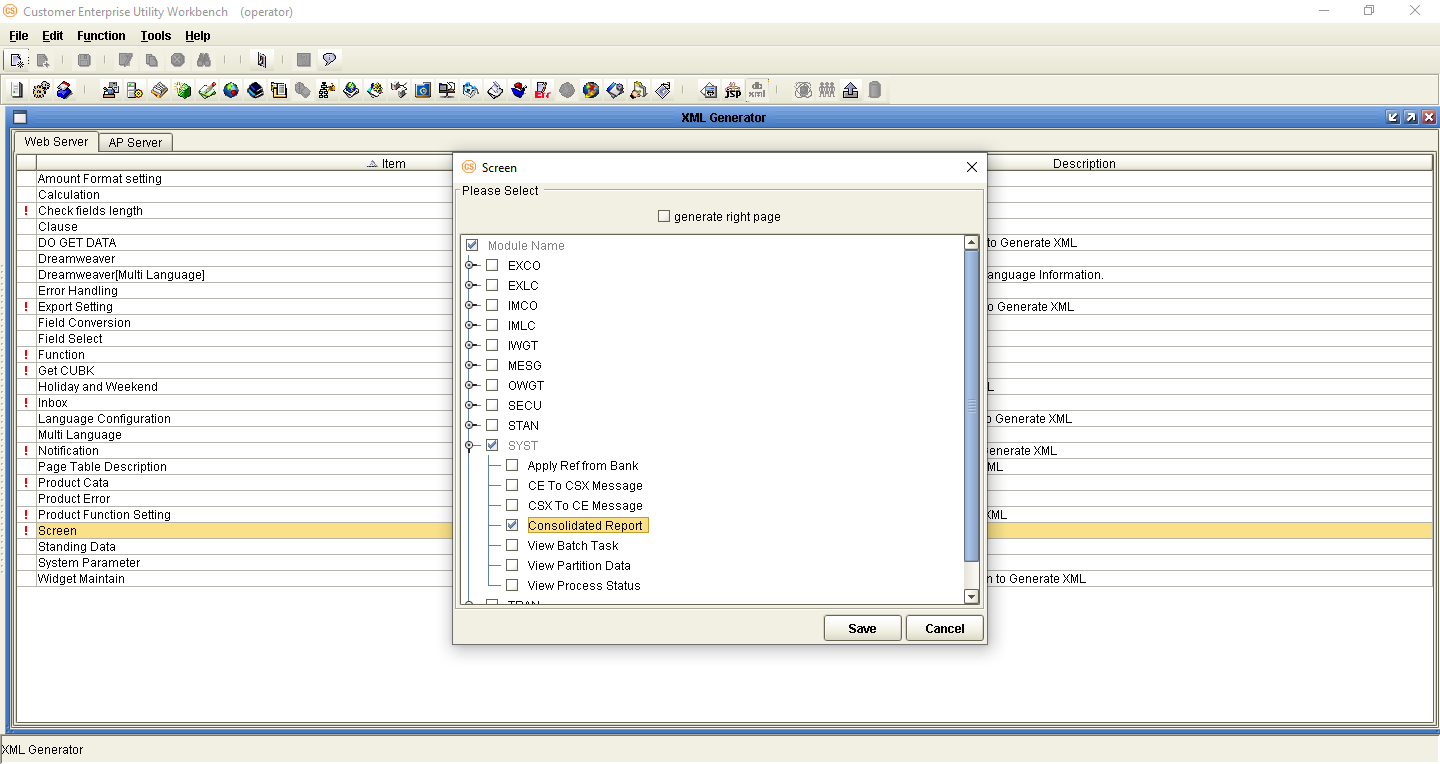 Customer Enterprise Utility Workbench (operator)
File Edit Function Tools Help
XML Generator
Web Server AP Server
Item Description
Amount Format setting
Calculation
! Check fields length
Clause
DO GET DATA to Generate XML
Dreamweaver
Dreamweaver[Multi Language] anguage Information.
Error Handling
! Export Setting o Generate XML
Field Conversion
Field Select
! Function
! Get CUBK
Holiday and Weekend L
! Inbox
Language Configuration o Generate XML
Multi Language
! Notification enerate XML
Page Table Description ML
! Product Cata
Product Error
! Product Function Setting XML
! Screen
Standing Data
System Parameter
Widget Maintain n to Generate XML
CS Screen
Please Select
generate right page
Module Name
EXCO
EXLC
IMCO
IMLC
IWGT
MESG
OWGT
SECU
STAN
SYST
Apply Ref from Bank
CE To CSX Message
CSX To CE Message
Consolidated Report
View Batch Task
View Partition Data
View Process Status
Save Cancel
XML Generator